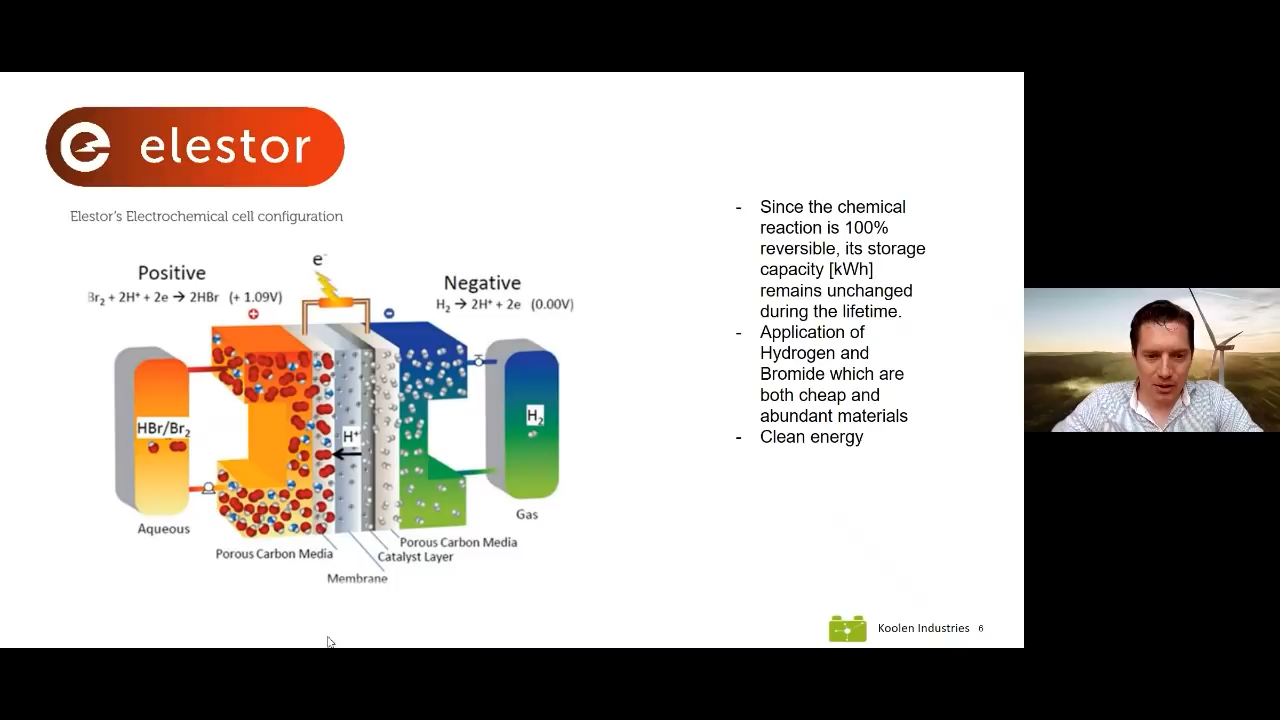 elestor
Elestor's Electrochemical cell configuration
e⁻
Positive
Br₂ + 2H⁺ + 2e → 2HBr (+ 1.09V)
Negative
H₂ → 2H⁺ + 2e (0.00V)
HBr/Br₂
H⁺
H₂
Aqueous
Gas
Porous Carbon Media
Porous Carbon Media
Catalyst Layer
Membrane
- Since the chemical
reaction is 100%
reversible, its storage
capacity [kWh]
remains unchanged
during the lifetime.
- Application of
Hydrogen and
Bromide which are
both cheap and
abundant materials
- Clean energy
Koolen Industries 6